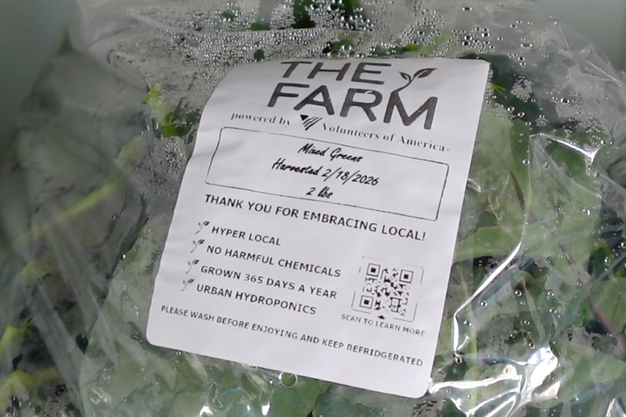 THE
FARM
powered by Volunteers of America
Mixed Greens
Harvested 2/18/2026
2 lbs
THANK YOU FOR EMBRACING LOCAL!
HYPER LOCAL
NO HARMFUL CHEMICALS
GROWN 365 DAYS A YEAR
URBAN HYDROPONICS
SCAN TO LEARN MORE
PLEASE WASH BEFORE ENJOYING AND KEEP REFRIDGERATED